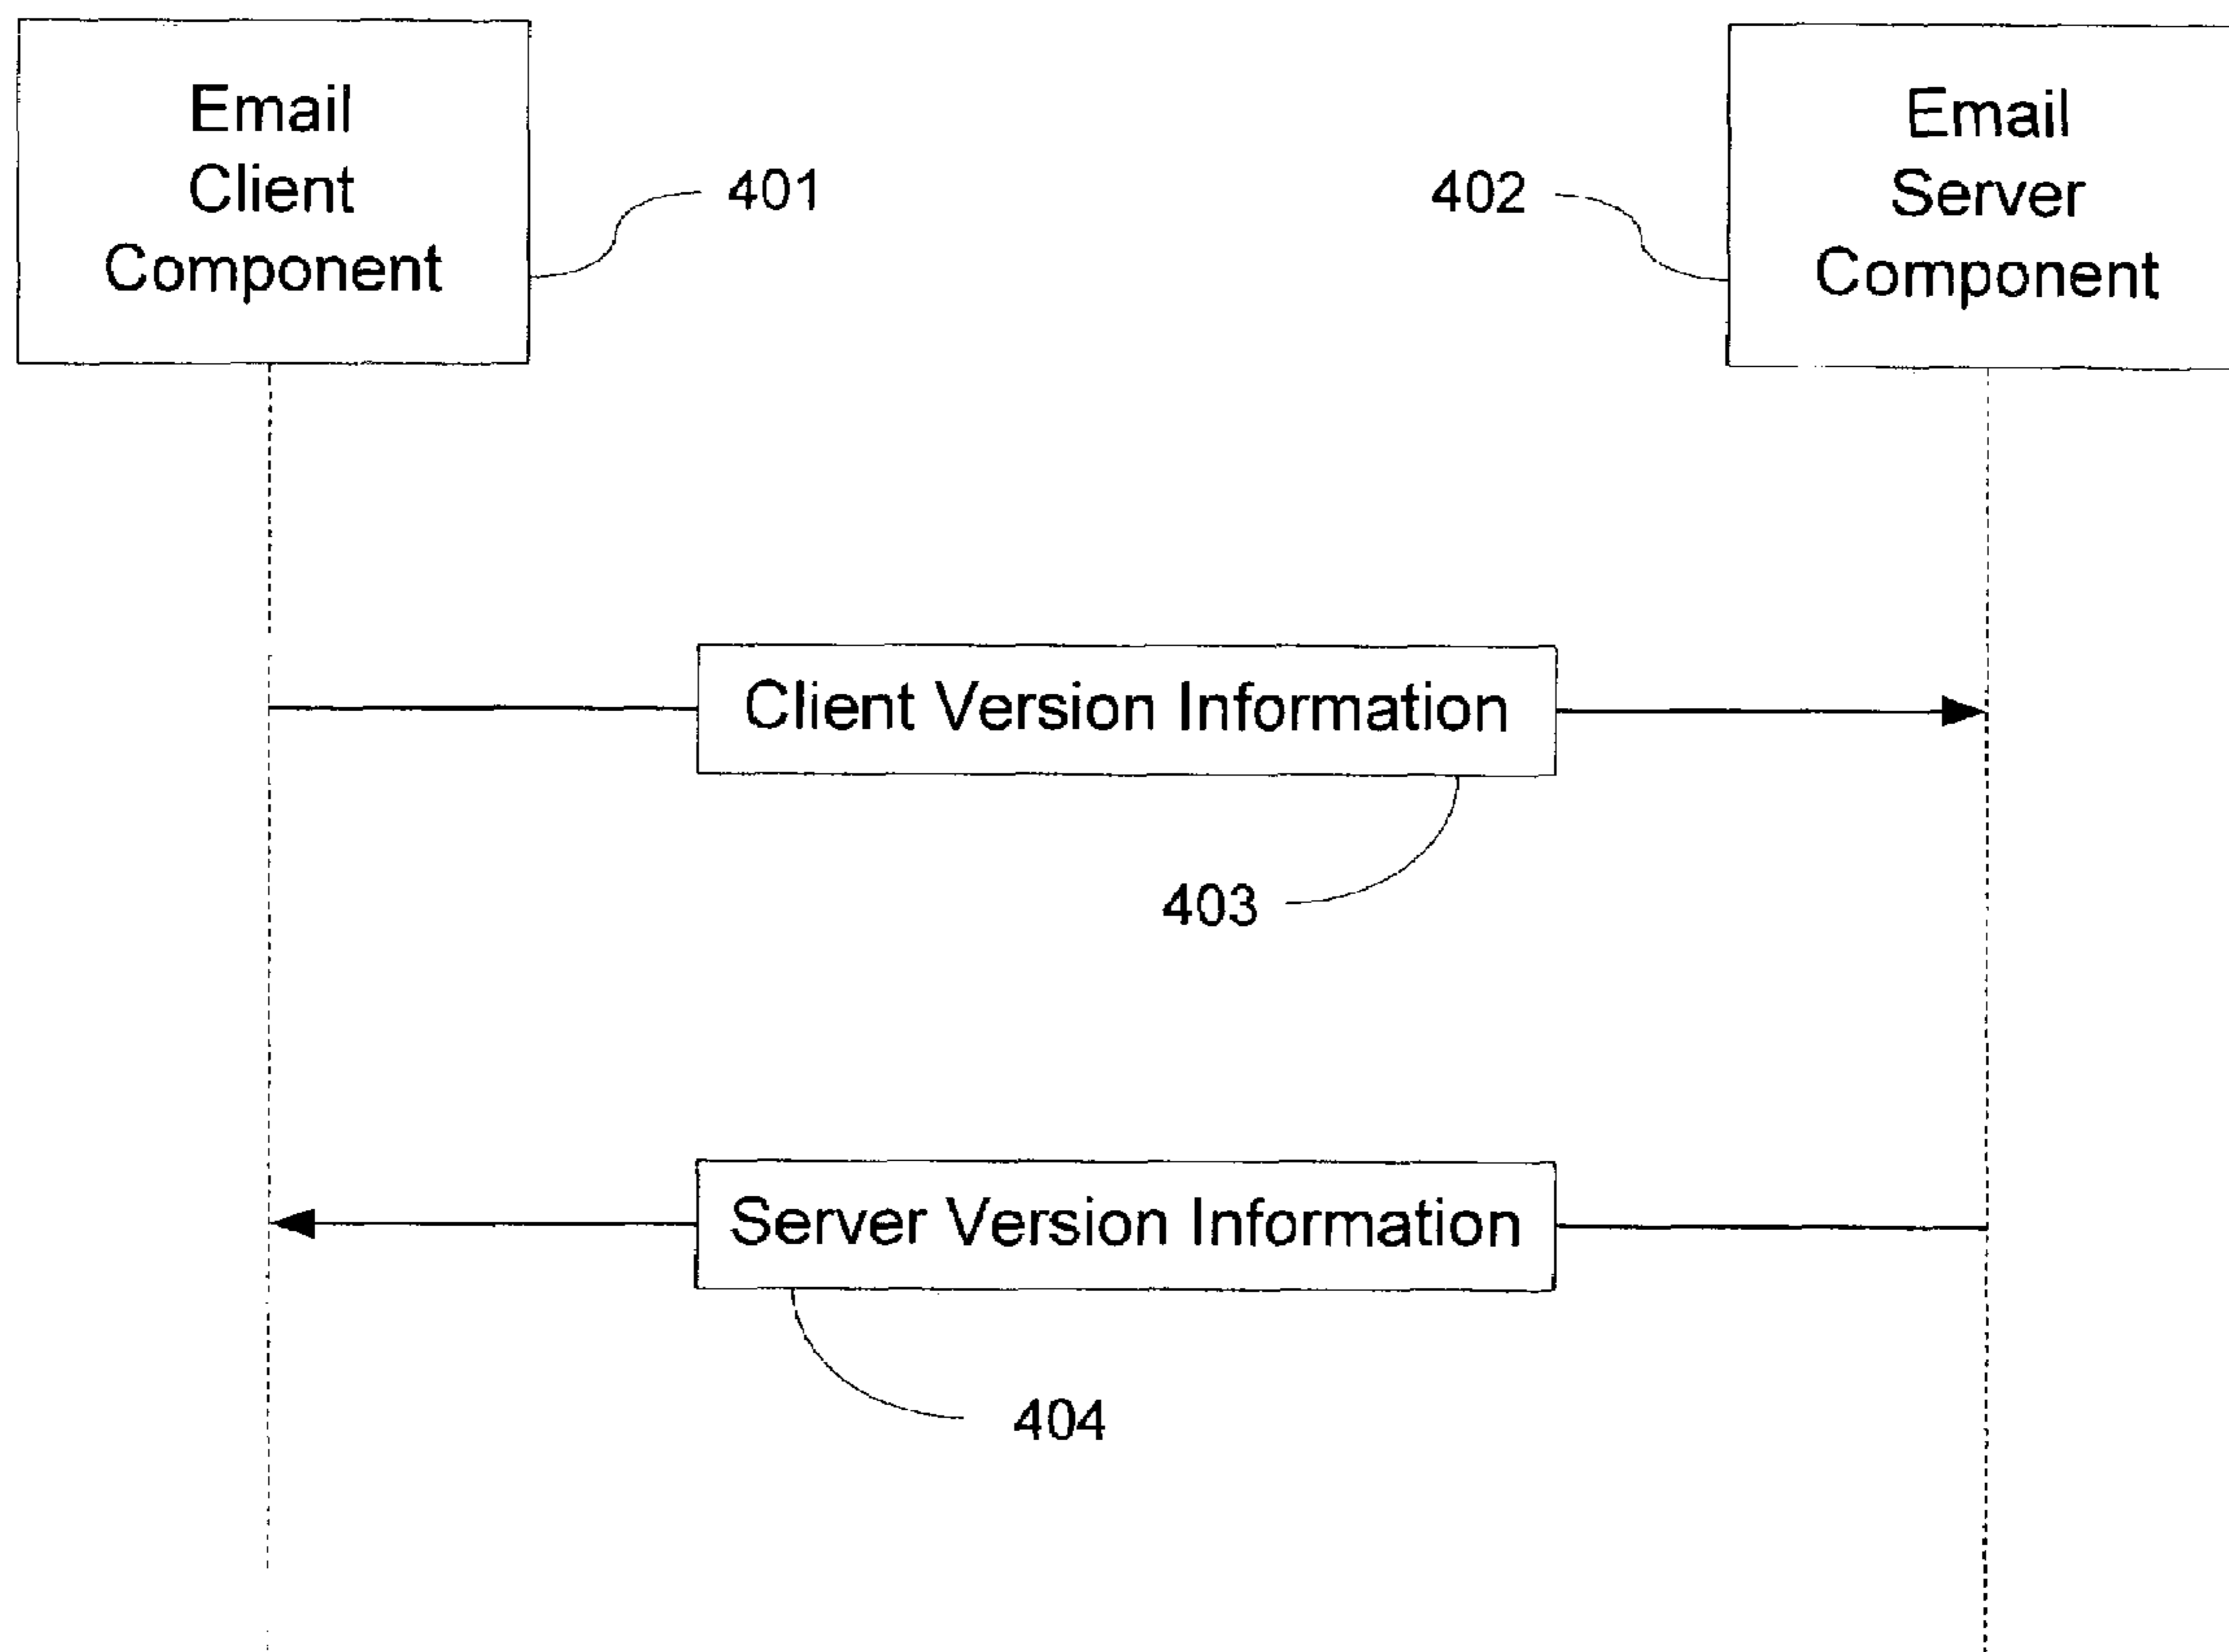 Email
Client
Component
401
402
Email
Server
Component
Client Version Information
403
Server Version Information
404